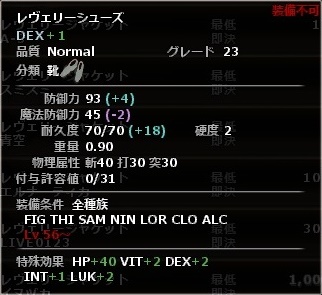 レヴェリーシューズ
装備不可
DEX+1
品質 Normal グレード 23
分類 靴
防御力 93 (+4)
魔法防御力 45 (-2)
耐久度 70/70 (+18) 硬度 2
重量 0.90
物理属性 斬40 打30 突30
付与許容値 0/31
装備条件 全種族
FIG THI SAM NIN LOR CLO ALC
Lv.56～
特殊効果 HP+40 VIT+2 DEX+2
INT+1 LUK+2